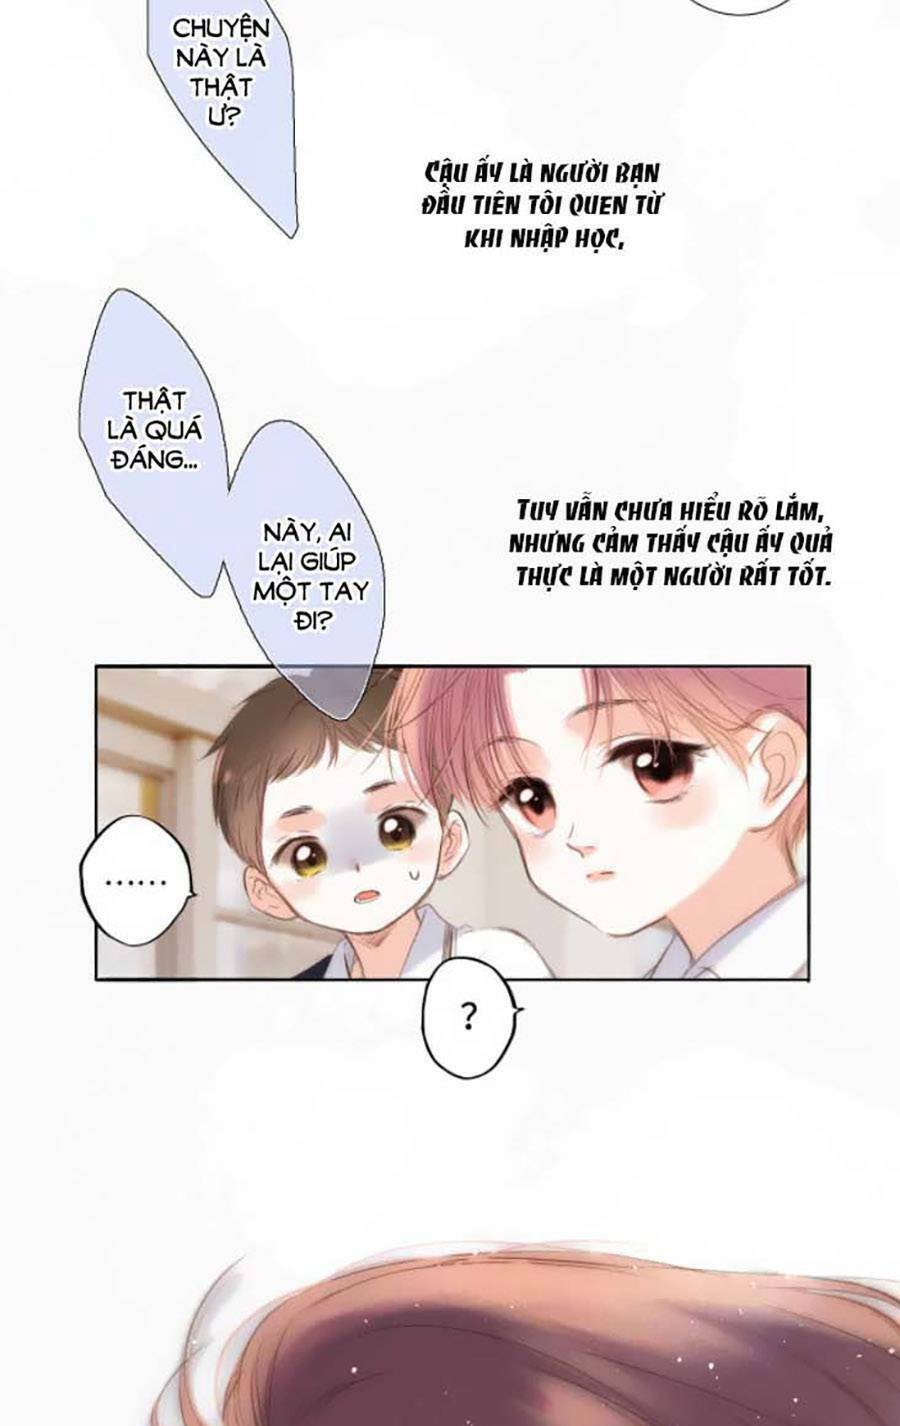 CHUYỆN
NÀY LÀ
THẬT
Ư?
CẬU ẤY LÀ NGƯỜI BẠN
ĐẦU TIÊN TÔI QUEN TỪ
KHI NHẬP HỌC,
THẬT
LÀ QUÁ
ĐÁNG...
NÀY, AI
LẠI GIÚP
MỘT TAY
ĐI?
TUY VẪN CHƯA HIỂU RÕ LẮM,
NHƯNG CẢM THẤY CẬU ẤY QUẢ
THỰC LÀ MỘT NGƯỜI RẤT TỐT.
.......
?